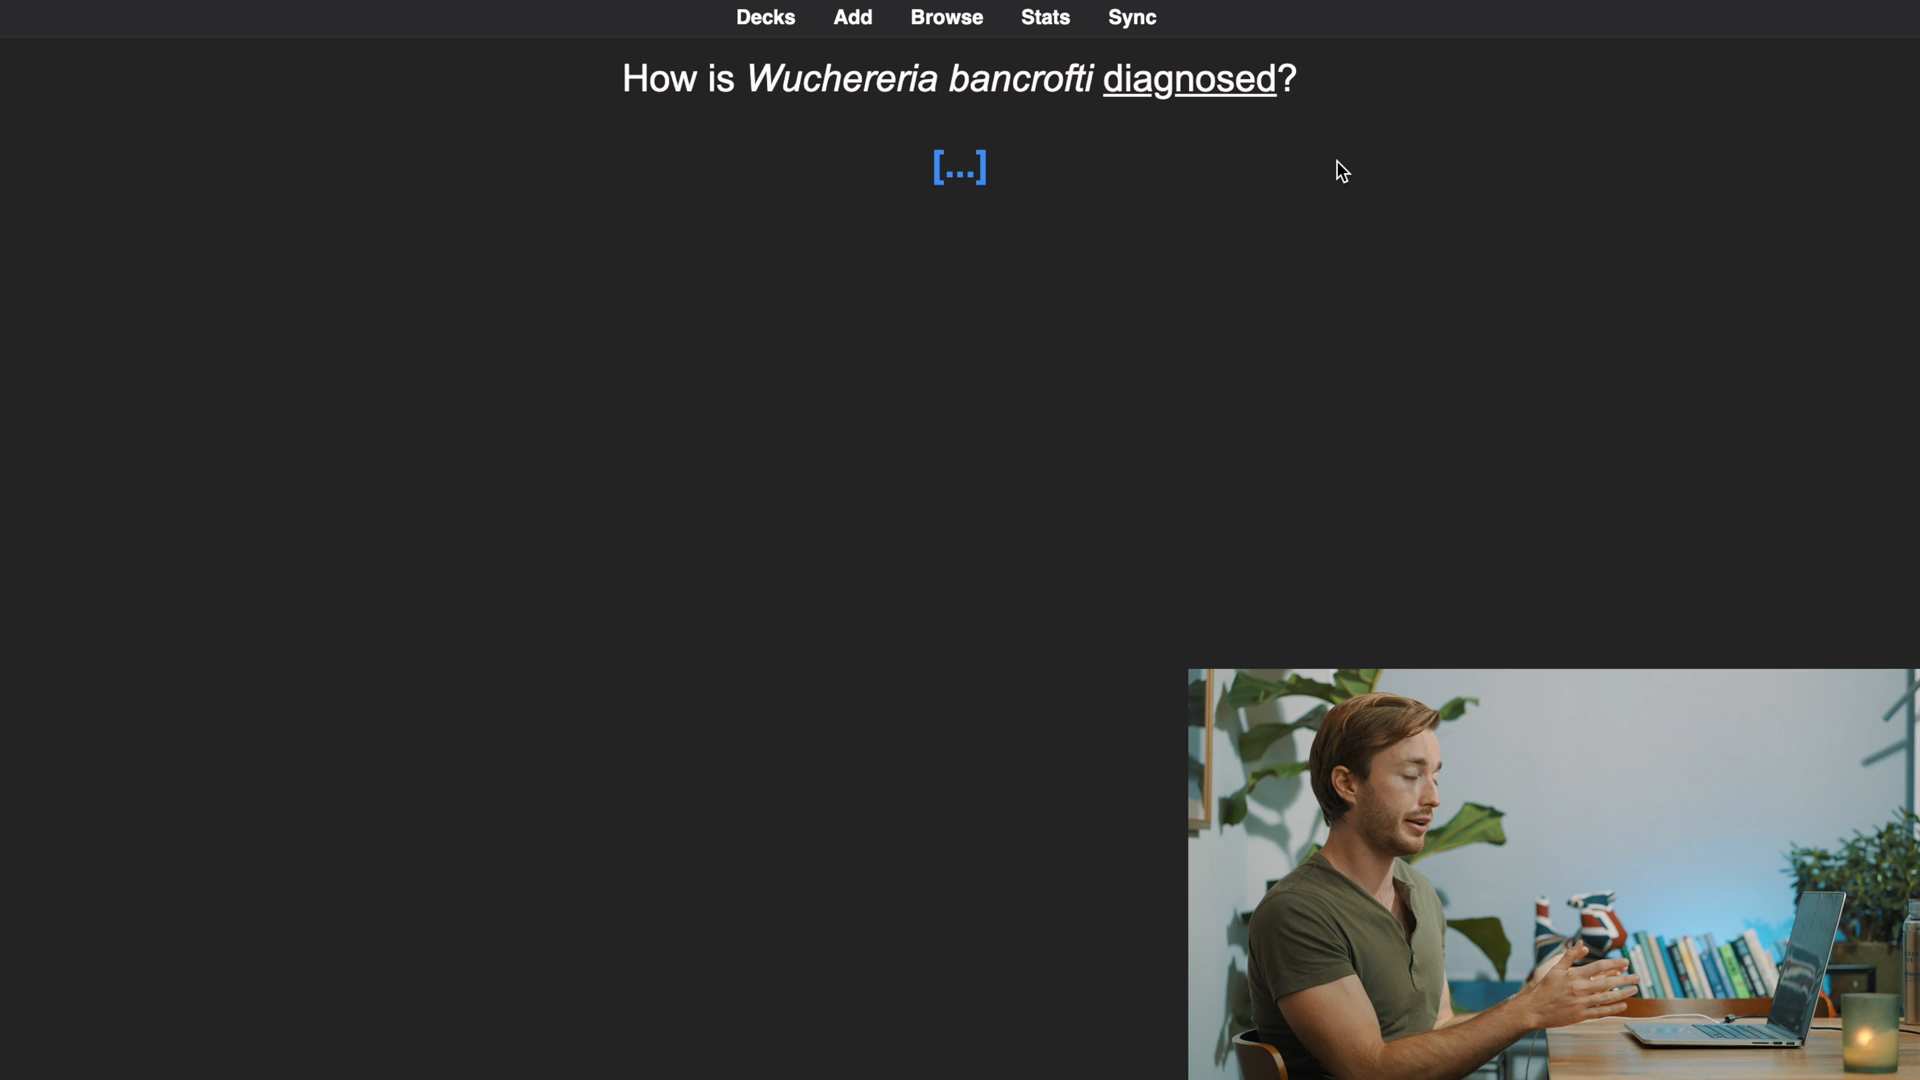 Decks Add Browse Stats Sync
How is Wuchereria bancrofti diagnosed?
[...]